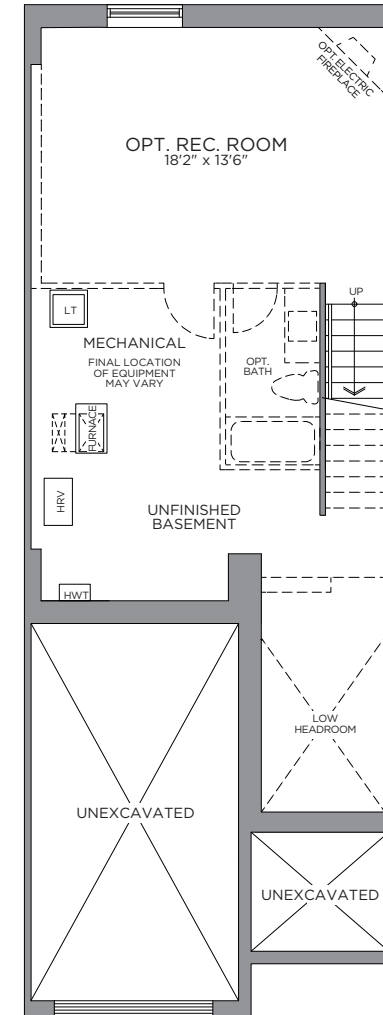 OPT. ELECTRIC
FIREPLACE
OPT. REC. ROOM
18'2" x 13'6"
UP
LT
MECHANICAL
FINAL LOCATION
OF EQUIPMENT
MAY VARY
OPT.
BATH
FURNACE
HRV
UNFINISHED
BASEMENT
HWT
LOW
HEADROOM
UNEXCAVATED
UNEXCAVATED